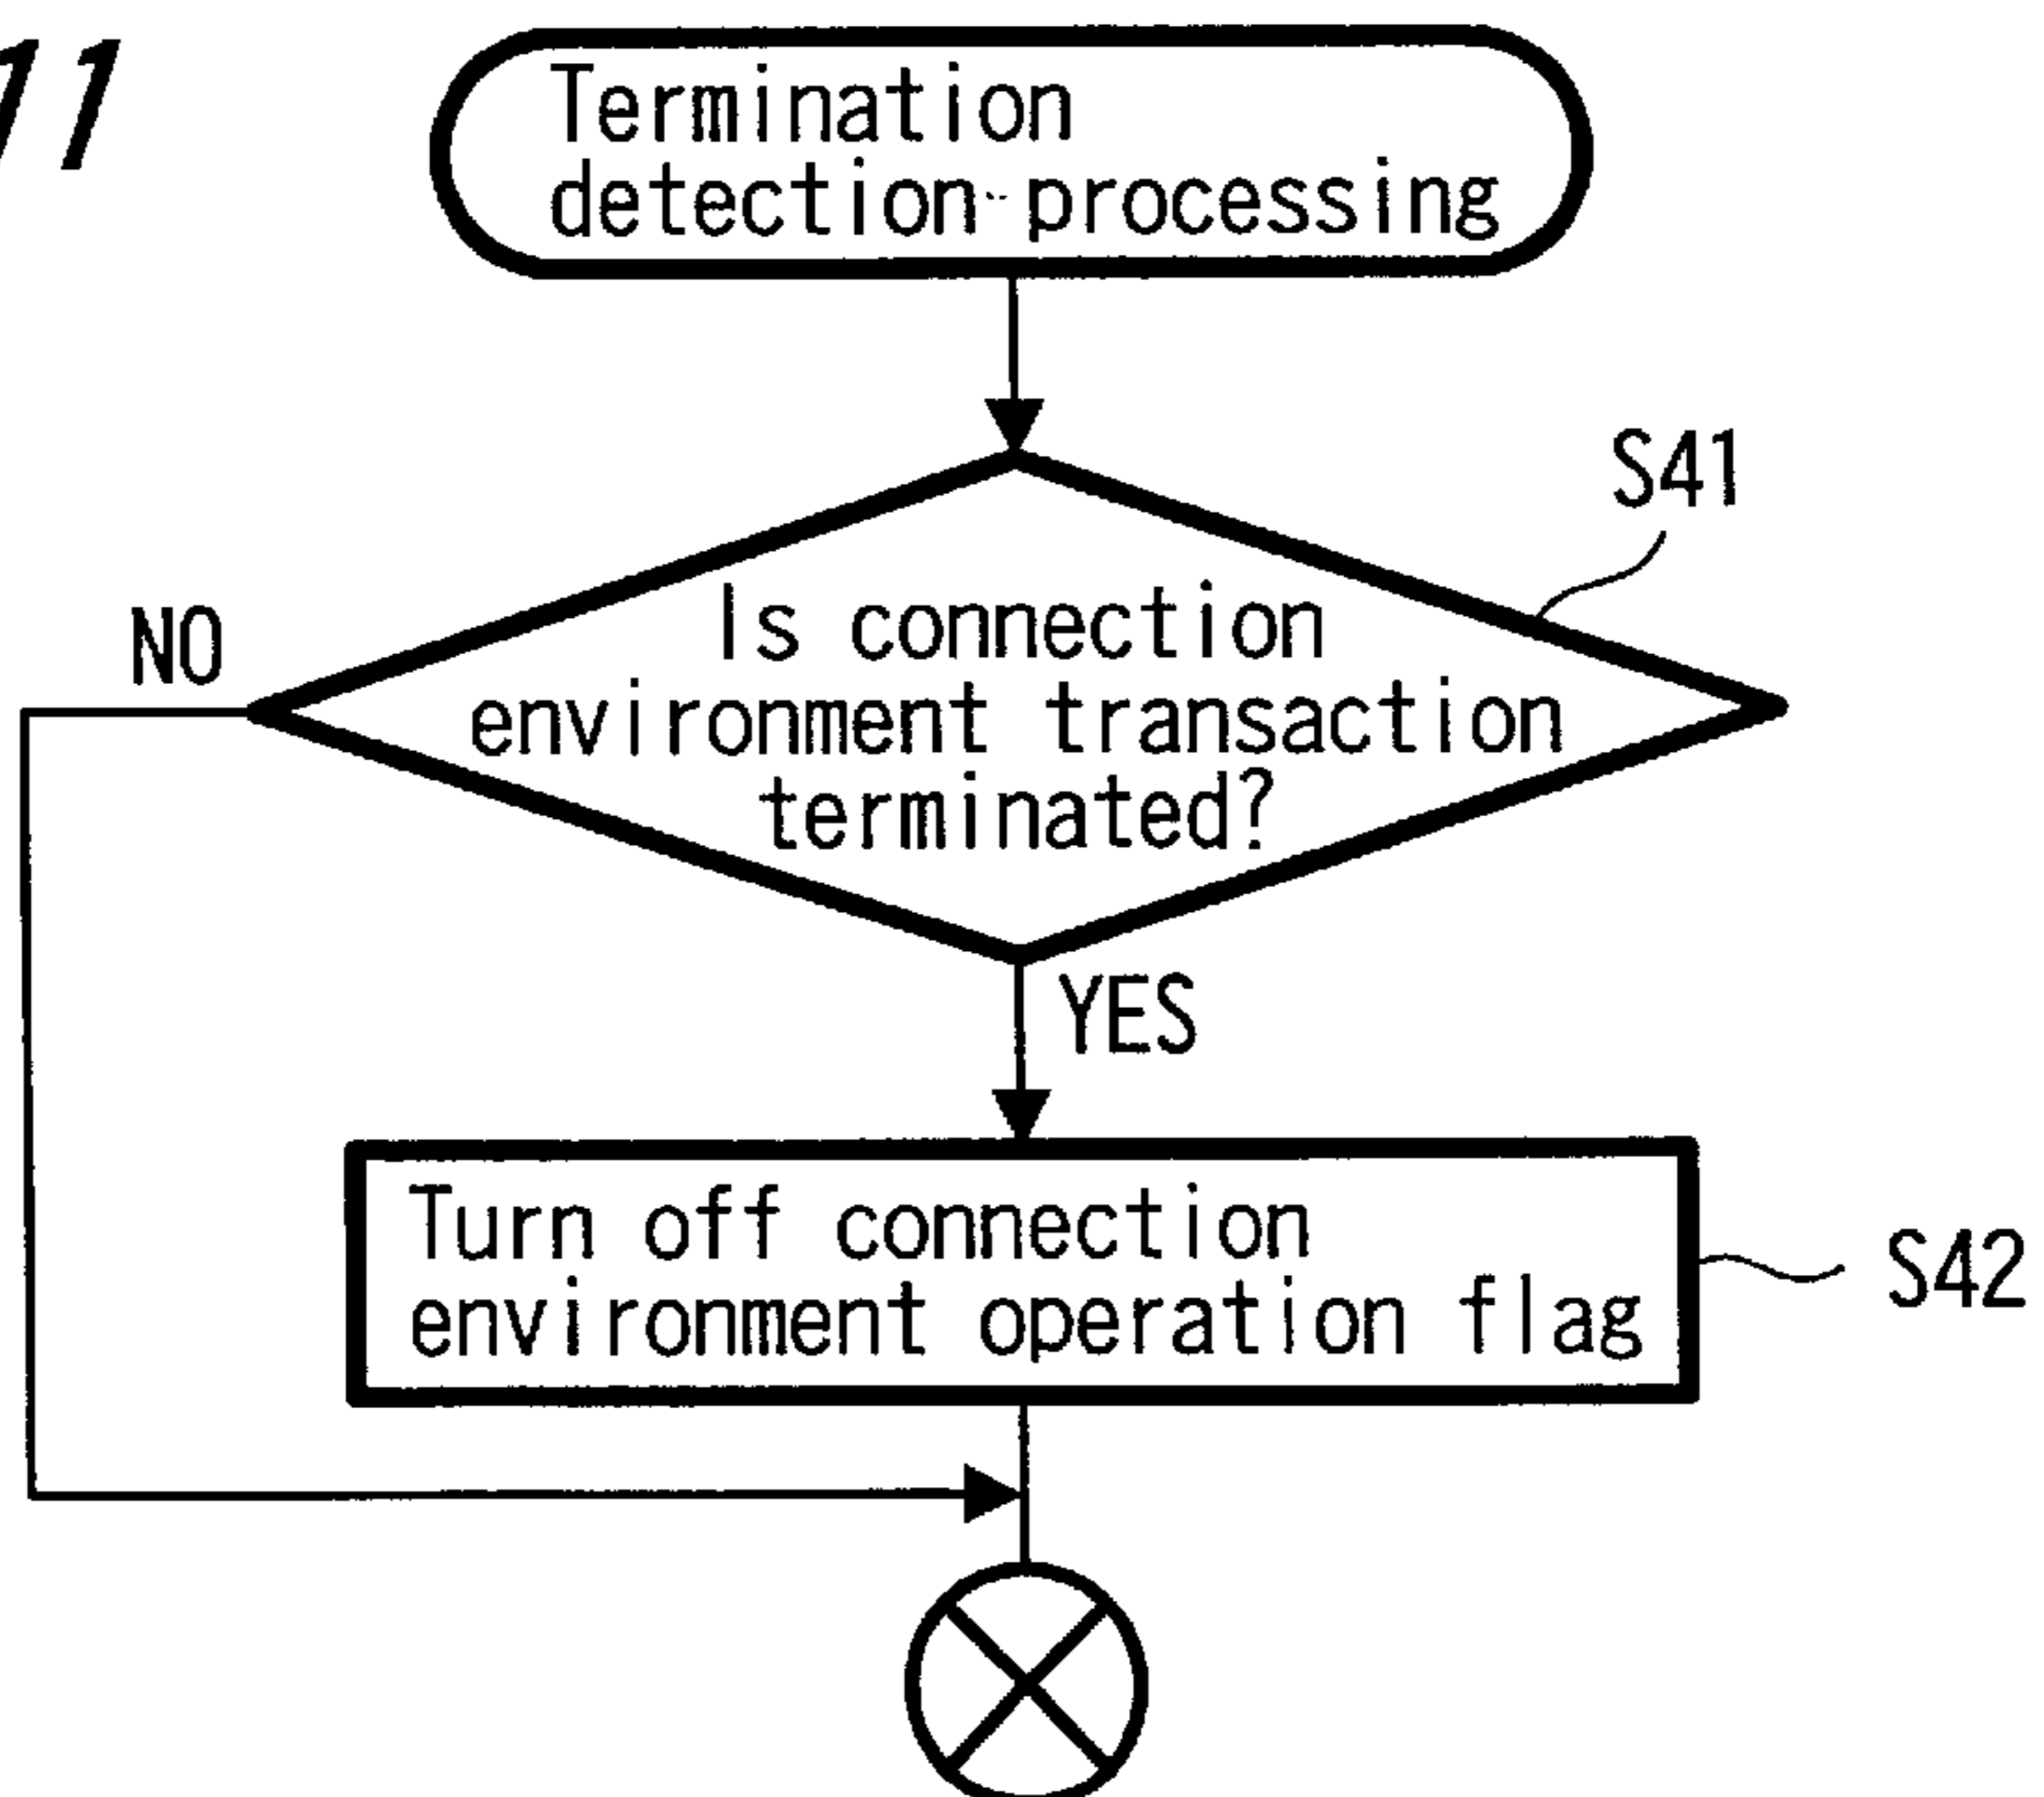 11
Termination
detection processing
S41
Is connection
environment transaction
terminated?
NO
YES
Turn off connection
environment operation flag
S42